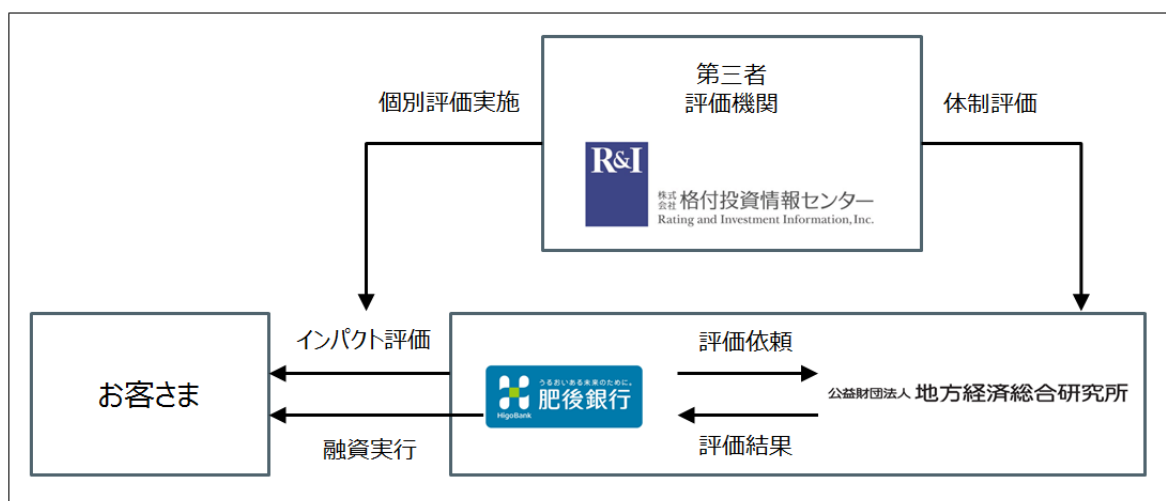 第三者
評価機関
個別評価実施
体制評価
R&I
株式会社 格付投資情報センター
Rating and Investment Information, Inc.
お客さま
インパクト評価
融資実行
うるおいある未来のために。
肥後銀行
HigoBank
評価依頼
評価結果
公益財団法人 地方経済総合研究所